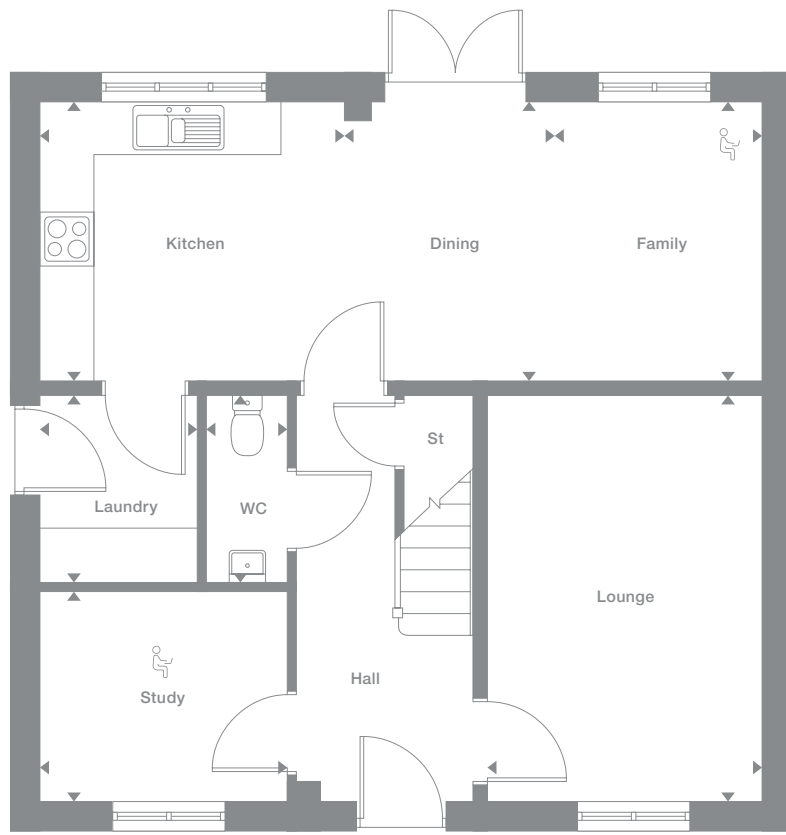 Kitchen
Dining
Family
St
Laundry
WC
Lounge
Hall
Study